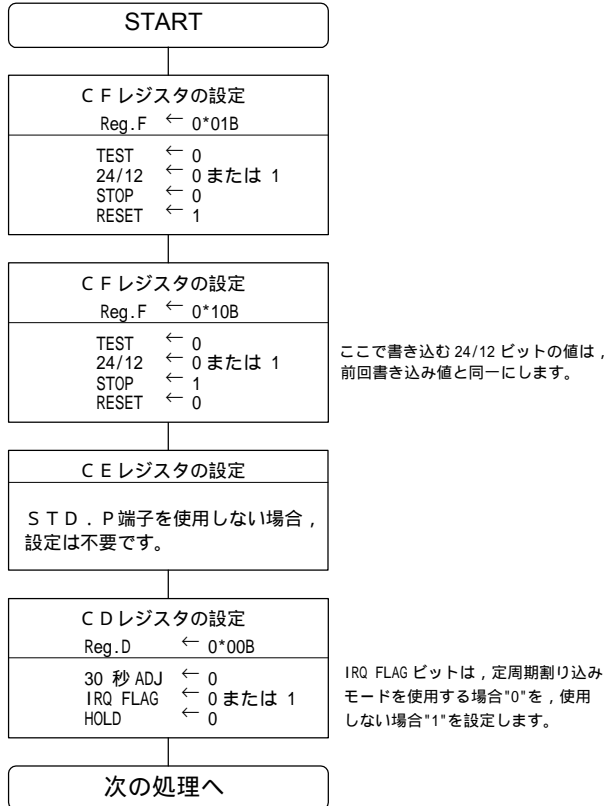 START
ＣＦレジスタの設定
Reg.F ← 0*01B
TEST ← 0
24/12 ← 0 または 1
STOP ← 0
RESET ← 1
ＣＦレジスタの設定
Reg.F ← 0*10B
TEST ← 0
24/12 ← 0 または 1
STOP ← 1
RESET ← 0
ここで書き込む 24/12 ビットの値は，
前回書き込み値と同一にします。
ＣＥレジスタの設定
ＳＴＤ．Ｐ端子を使用しない場合，
設定は不要です。
ＣＤレジスタの設定
Reg.D ← 0*00B
30 秒 ADJ ← 0
IRQ FLAG ← 0 または 1
HOLD ← 0
IRQ FLAG ビットは，定周期割り込み
モードを使用する場合"0"を，使用
しない場合"1"を設定します。
次の処理へ